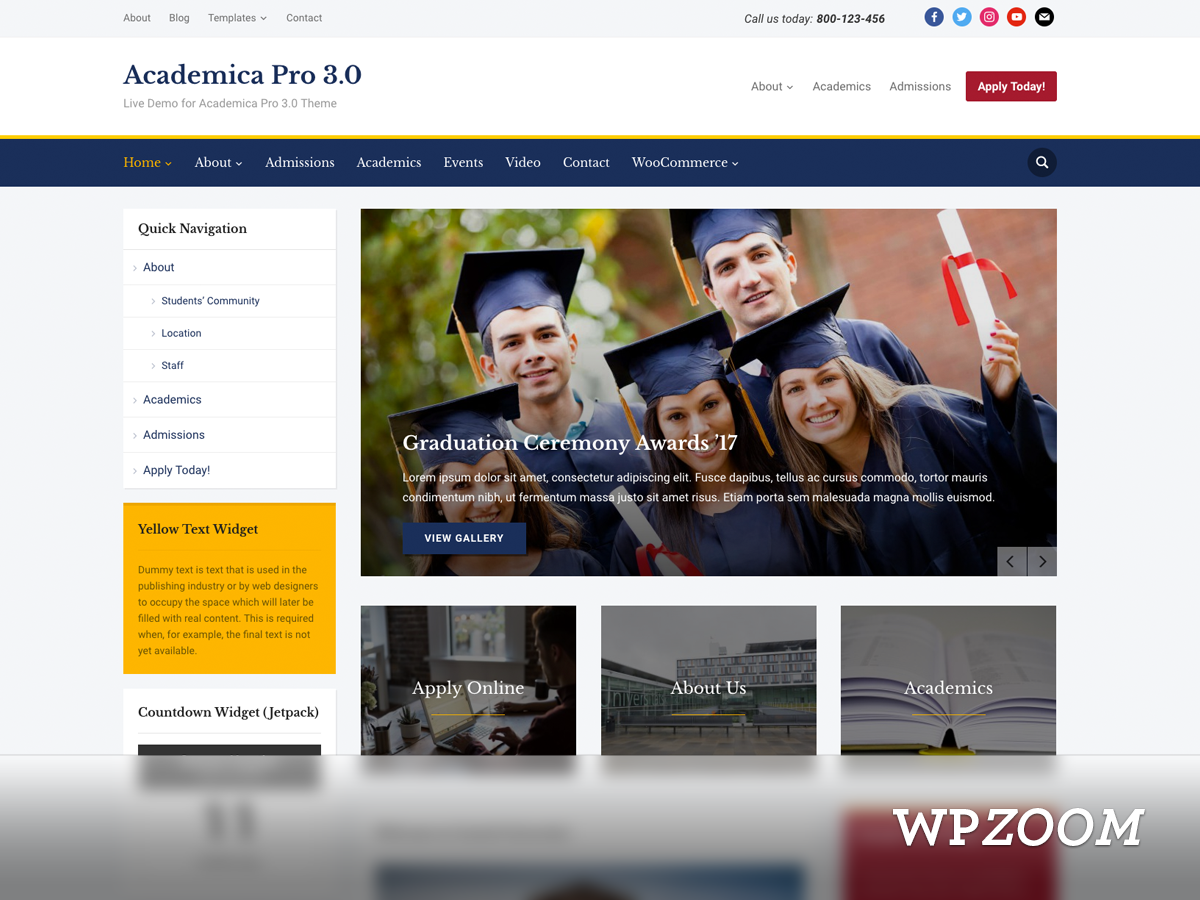 About Blog Templates Contact
Call us today: 800-123-456
Academica Pro 3.0
Live Demo for Academica Pro 3.0 Theme
About Academics Admissions Apply Today!
Home About Admissions Academics Events Video Contact WooCommerce
Quick Navigation
About
Students’ Community
Location
Staff
Academics
Admissions
Apply Today!
Graduation Ceremony Awards ’17
Lorem ipsum dolor sit amet, consectetur adipiscing elit. Fusce dapibus, tellus ac cursus commodo, tortor mauris
condimentum nibh, ut fermentum massa justo sit amet risus. Etiam porta sem malesuada magna mollis euismod.
VIEW GALLERY
Yellow Text Widget
Dummy text is text that is used in the
publishing industry or by web designers
to occupy the space which will later be
filled with real content. This is required
when, for example, the final text is not
yet available.
Countdown Widget (Jetpack)
Apply Online
About Us
Academics
WPZOOM